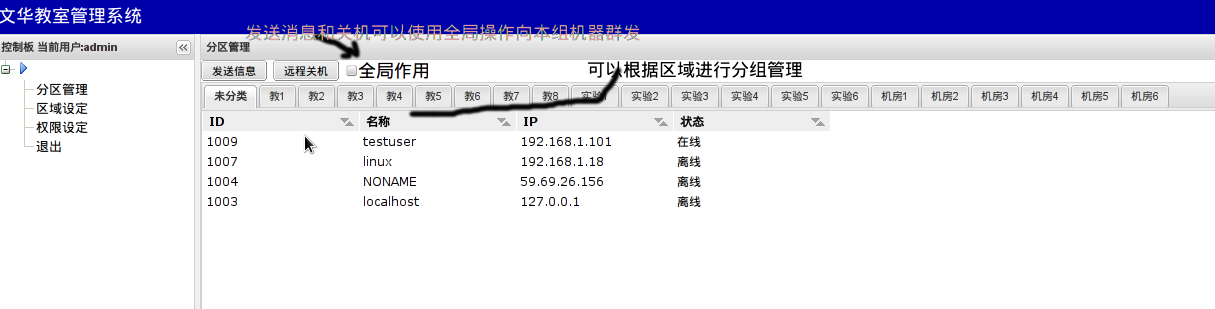 文华教室管理系统
发送消息和关机可以使用全局操作向本组机器群发
控制板 当前用户:admin
分区管理
发送信息 远程关机 全局作用
可以根据区域进行分组管理
未分类 教1 教2 教3 教4 教5 教6 教7 教8 实验1 实验2 实验3 实验4 实验5 实验6 机房1 机房2 机房3 机房4 机房5 机房6
分区管理
区域设定
权限设定
退出
ID 名称 IP 状态
1009 testuser 192.168.1.101 在线
1007 linux 192.168.1.18 离线
1004 NONAME 59.69.26.156 离线
1003 localhost 127.0.0.1 离线